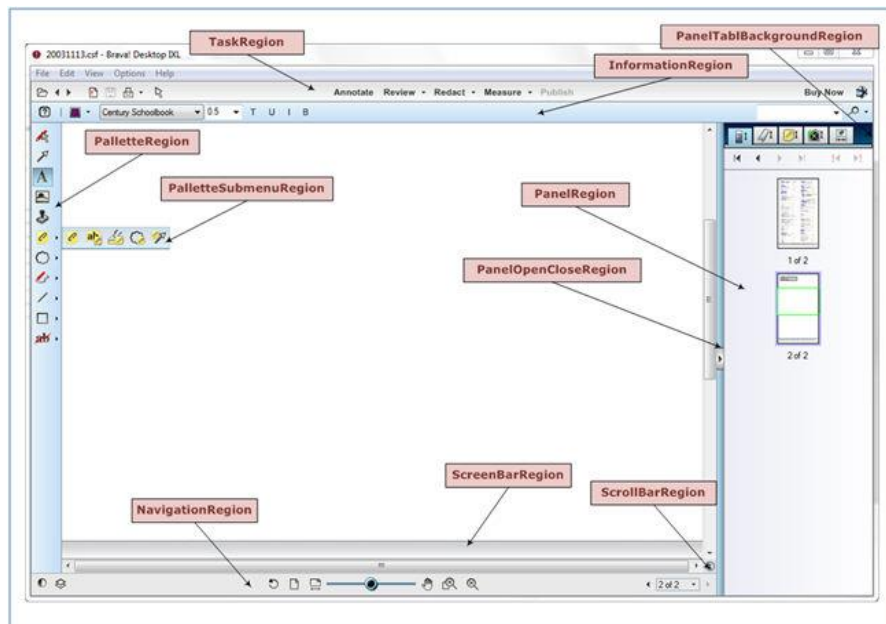 PanelTablBackgroundRegion
TaskRegion
20031113.csf - Brava! Desktop IXL
InformationRegion
File Edit View Options Help
Annotate Review Redact Measure Publish Buy Now
Century Schoolbook 0.5 T U I B
PalletteRegion
A
PalletteSubmenuRegion
PanelRegion
ab
1 of 2
PanelOpenCloseRegion
ab
2 of 2
ScreenBarRegion
ScrollBarRegion
NavigationRegion
2 of 2